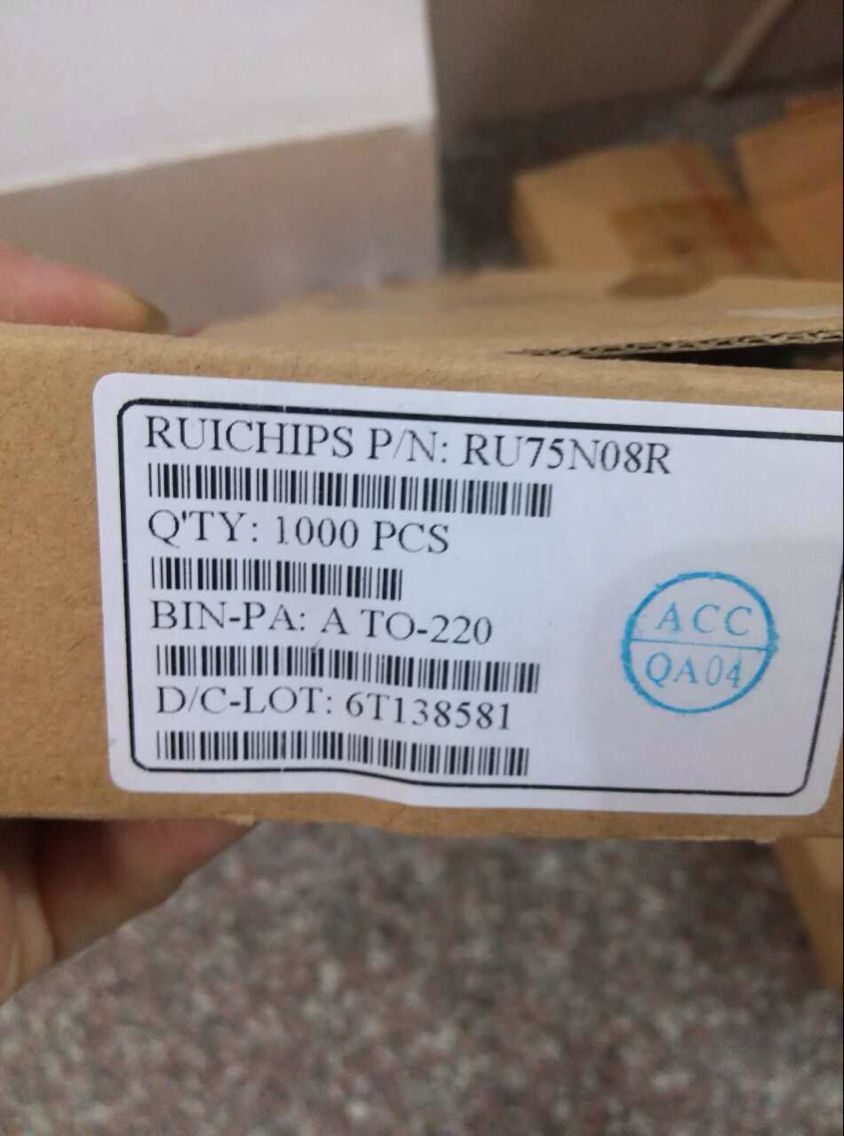 RUICHIPS P/N: RU75N08R
Q'TY: 1000 PCS
BIN-PA: A TO-220
D/C-LOT: 6T138581
ACC
QA04